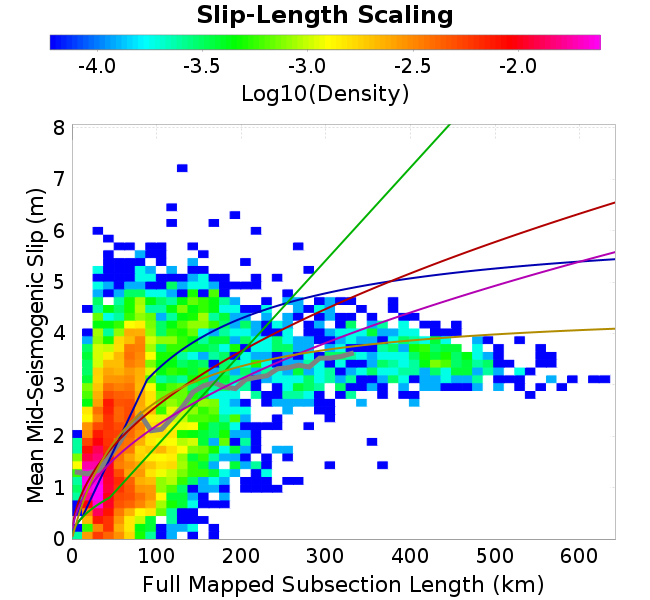 Slip-Length Scaling
-4.0 -3.5 -3.0 -2.5 -2.0
Log10(Density)
8
7
6
5
4
3
2
1
0
Mean Mid-Seismogenic Slip (m)
0 100 200 300 400 500 600
Full Mapped Subsection Length (km)